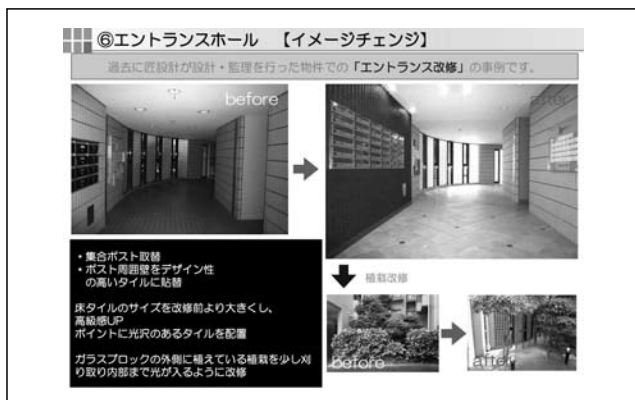 ⑥エントランスホール 【イメージチェンジ】
過去に匠設計が設計・監理を行った物件での「エントランス改修」の事例です。
before
after
・集合ポスト取替
・ポスト周囲壁をデザイン性
の高いタイルに貼替
床タイルのサイズを改修前より大きくし、
高級感UP
ポイントに光沢のあるタイルを配置
ガラスブロックの外側に植えている植栽を少し刈
り取り内部まで光が入るように改修
植栽改修
before
after